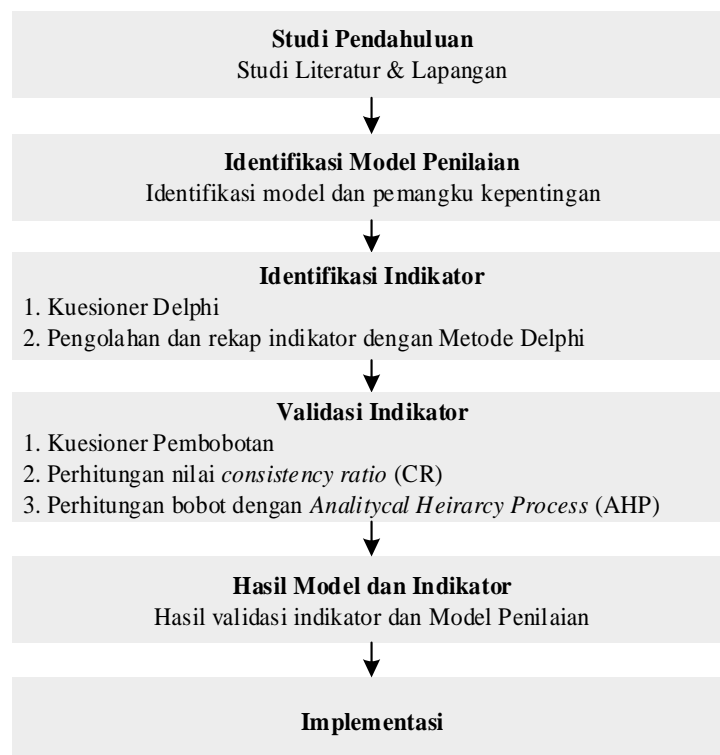 Studi Pendahuluan
Studi Literatur & Lapangan
Identifikasi Model Penilaian
Identifikasi model dan pemangku kepentingan
Identifikasi Indikator
1. Kuesioner Delphi
2. Pengolahan dan rekap indikator dengan Metode Delphi
Validasi Indikator
1. Kuesioner Pembobotan
2. Perhitungan nilai consistency ratio (CR)
3. Perhitungan bobot dengan Analitycal Heirarcy Process (AHP)
Hasil Model dan Indikator
Hasil validasi indikator dan Model Penilaian
Implementasi